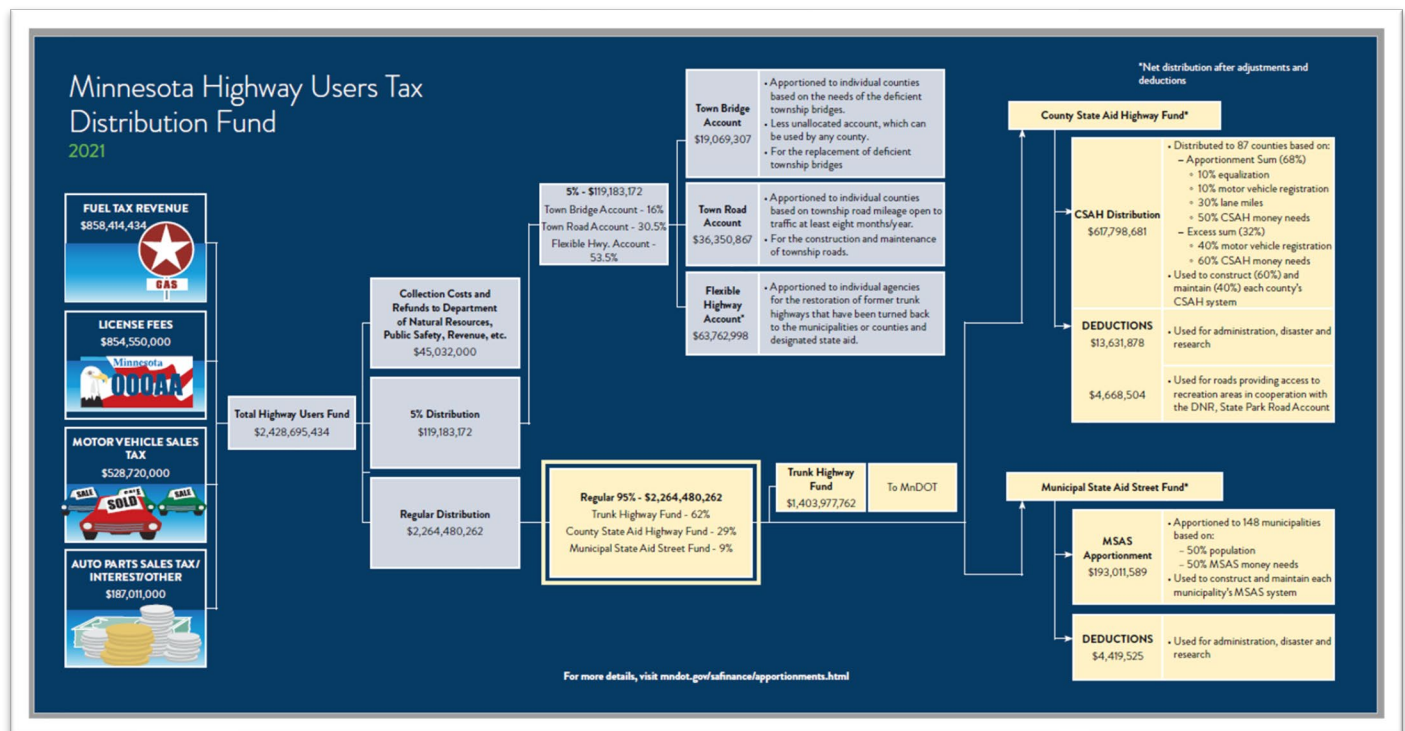 Minnesota Highway Users Tax
Distribution Fund
2021
FUEL TAX REVENUE
$858,414,434
GAS
LICENSE FEES
$854,550,000
Minnesota
000AA
MOTOR VEHICLE SALES
TAX
$528,720,000
SALE
SALE
SOLD
AUTO PARTS SALES TAX/
INTEREST/OTHER
$187,011,000
Total Highway Users Fund
$2,428,695,434
Collection Costs and
Refunds to Department
of Natural Resources,
Public Safety, Revenue, etc.
$45,032,000
5% Distribution
$119,183,172
Regular Distribution
$2,264,480,262
5% - $119,183,172
Town Bridge Account - 16%
Town Road Account - 30.5%
Flexible Hwy. Account -
53.5%
Town Bridge
Account
$19,069,307
• Apportioned to individual counties
based on the needs of the deficient
township bridges.
• Less unallocated account, which can
be used by any county.
• For the replacement of deficient
township bridges
Town Road
Account
$36,350,867
• Apportioned to individual counties
based on township road mileage open to
traffic at least eight months/year.
• For the construction and maintenance
of township roads.
Flexible
Highway
Account*
$63,762,998
• Apportioned to individual agencies
for the restoration of former trunk
highways that have been turned back
to the municipalities or counties and
designated state aid.
Regular 95% - $2,264,480,262
Trunk Highway Fund - 62%
County State Aid Highway Fund - 29%
Municipal State Aid Street Fund - 9%
Trunk Highway
Fund
$1,403,977,762
To MnDOT
*Net distribution after adjustments and
deductions
County State Aid Highway Fund*
CSAH Distribution
$617,798,681
• Distributed to 87 counties based on:
– Apportionment Sum (68%)
° 10% equalization
° 10% motor vehicle registration
° 30% lane miles
° 50% CSAH money needs
– Excess sum (32%)
° 40% motor vehicle registration
° 60% CSAH money needs
• Used to construct (60%) and
maintain (40%) each county's
CSAH system
DEDUCTIONS
$13,631,878
• Used for administration, disaster and
research
$4,668,504
• Used for roads providing access to
recreation areas in cooperation with
the DNR, State Park Road Account
Municipal State Aid Street Fund*
MSAS
Apportionment
$193,011,589
• Apportioned to 148 municipalities
based on:
– 50% population
– 50% MSAS money needs
• Used to construct and maintain each
municipality's MSAS system
DEDUCTIONS
$4,419,525
• Used for administration, disaster and
research
For more details, visit mndot.gov/safinance/apportionments.html